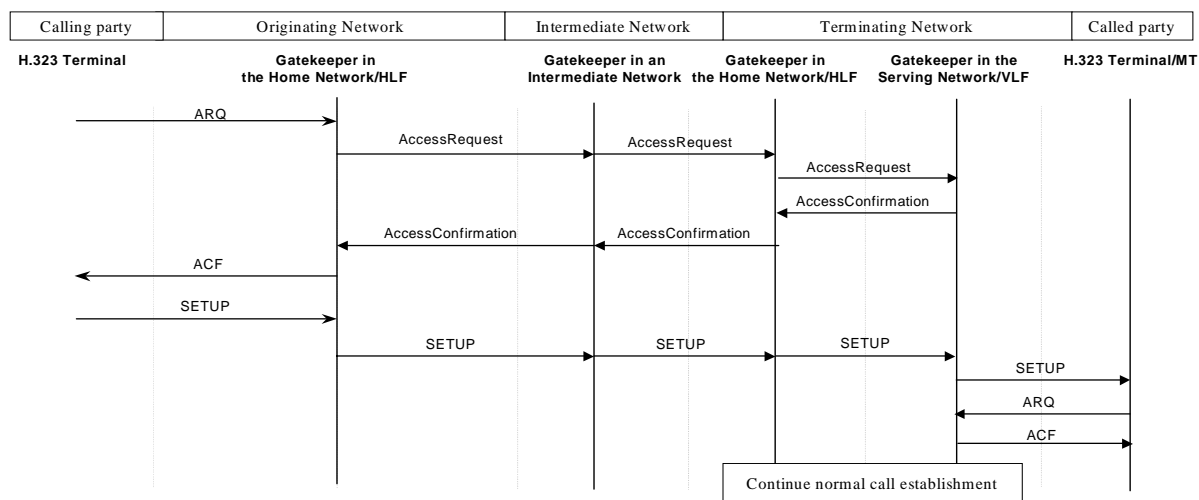 Calling party
Originating Network
Intermediate Network
Terminating Network
Called party
H.323 Terminal
Gatekeeper in
the Home Network/HLF
Gatekeeper in an
Intermediate Network
Gatekeeper in
the Home Network/HLF
Gatekeeper in the
Serving Network/VLF
H.323 Terminal/MT
ARQ
AccessRequest
AccessRequest
AccessRequest
AccessConfirmation
AccessConfirmation
AccessConfirmation
ACF
SETUP
SETUP
SETUP
SETUP
SETUP
ARQ
ACF
Continue normal call establishment